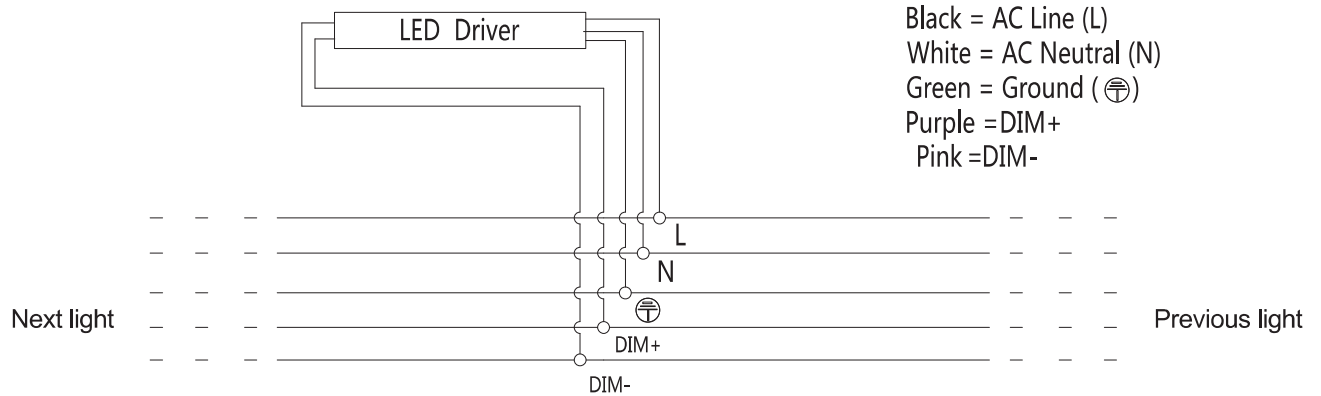 LED Driver
Black = AC Line (L)
White = AC Neutral (N)
Green = Ground ( ⏚ )
Purple =DIM+
Pink =DIM-
L
N
Next light
Previous light
DIM+
DIM-